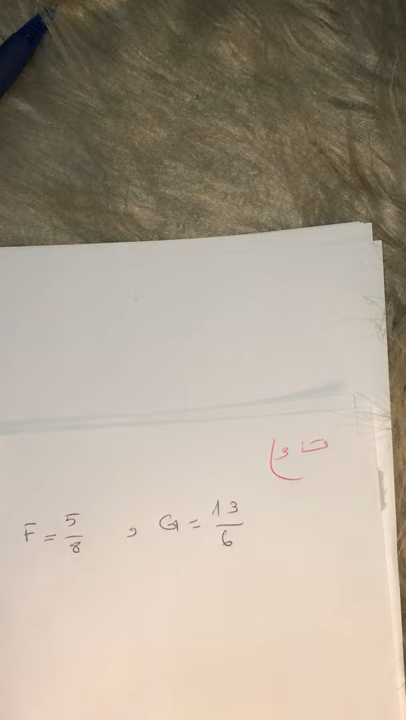 F = 5/8 , G = 13/6